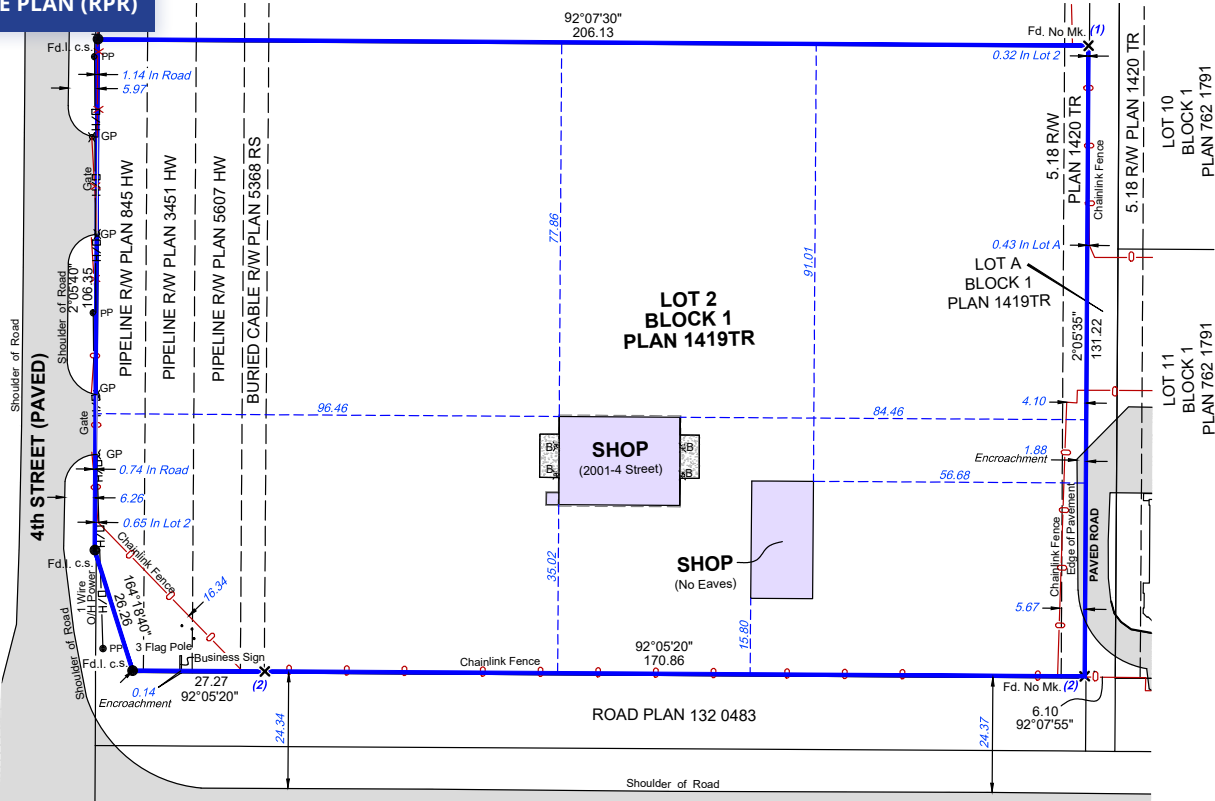 E PLAN (RPR)
92°07'30"
206.13
Fd. No Mk.
(1)
Fd.I. c.s.
PP
1.14 In Road
5.97
0.32 In Lot 2
GP
Gate
PIPELINE R/W PLAN 845 HW
PIPELINE R/W PLAN 3451 HW
PIPELINE R/W PLAN 5607 HW
BURIED CABLE R/W PLAN 5368 RS
77.86
91.01
5.18 R/W
PLAN 1420 TR
Chainlink Fence
5.18 R/W PLAN 1420 TR
LOT 10
BLOCK 1
PLAN 762 1791
GP
2°05'40"
106.35
Shoulder of Road
Shoulder of Road
PP
0.43 In Lot A
LOT A
BLOCK 1
PLAN 1419TR
LOT 2
BLOCK 1
PLAN 1419TR
2°05'35"
131.22
LOT 11
BLOCK 1
PLAN 762 1791
4th STREET (PAVED)
GP
Gate
96.46
84.46
4.10
SHOP
(2001-4 Street)
B
B
B
B
GP
0.74 In Road
1.88
Encroachment
56.68
6.26
0.65 In Lot 2
U/H
Chainlink Fence
Fd.I. c.s.
164°18'40"
26.26
16.34
35.02
SHOP
(No Eaves)
Chainlink Fence
Edge of Pavement
PAVED ROAD
1 Wire
O/H Power
U/H
5.67
15.80
PP
3 Flag Pole
Business Sign
Fd.I. c.s.
Shoulder of Road
92°05'20"
170.86
Chainlink Fence
27.27
92°05'20"
(2)
0.14
Encroachment
Fd. No Mk.
(2)
6.10
92°07'55"
24.34
ROAD PLAN 132 0483
24.37
Shoulder of Road